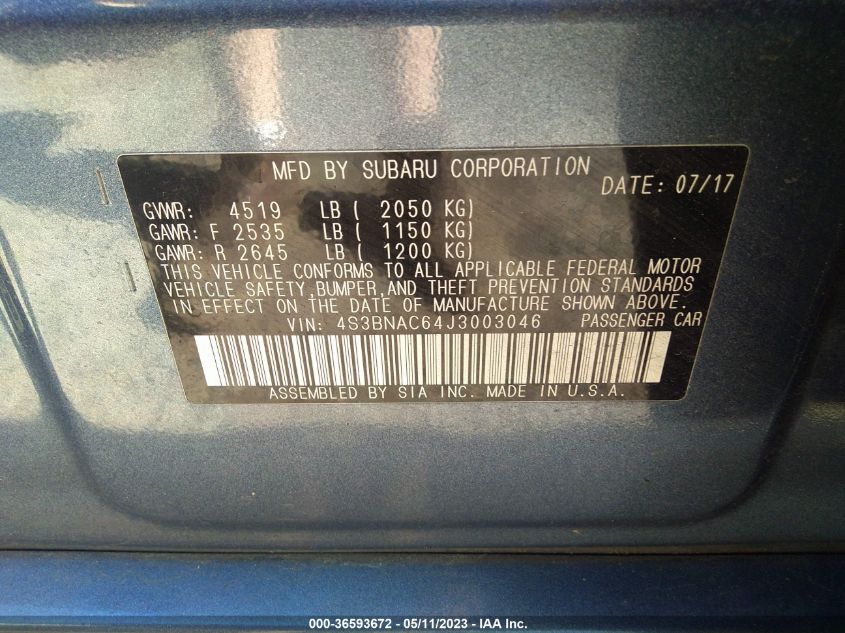 MFD BY SUBARU CORPORATION
DATE: 07/17
GVWR: 4519 LB ( 2050 KG)
GAWR: F 2535 LB ( 1150 KG)
GAWR: R 2645 LB ( 1200 KG)
THIS VEHICLE CONFORMS TO ALL APPLICABLE FEDERAL MOTOR
VEHICLE SAFETY,BUMPER,AND THEFT PREVENTION STANDARDS
IN EFFECT ON THE DATE OF MANUFACTURE SHOWN ABOVE.
VIN: 4S3BNAC64J3003046 PASSENGER CAR
ASSEMBLED BY SIA INC. MADE IN U.S.A.
000-36593672 - 05/11/2023 - IAA Inc.